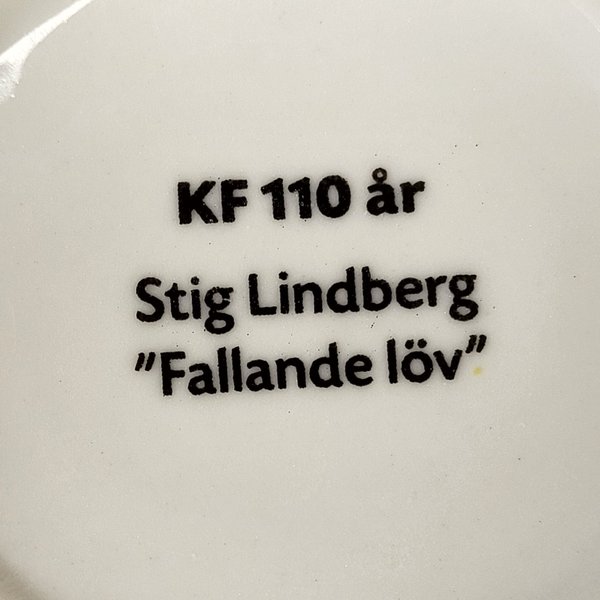 KF 110 år
Stig Lindberg
”Fallande löv”